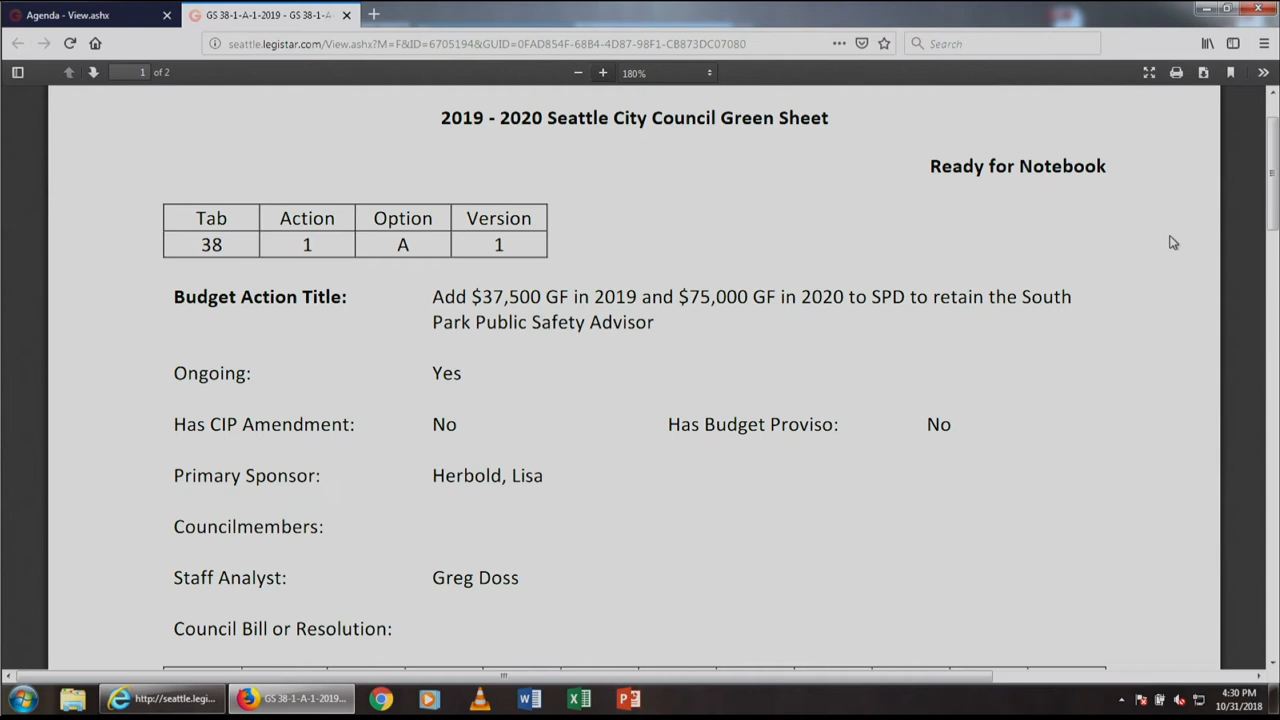 Agenda - View.ashx
GS 38-1-A-1-2019 - GS 38-1-A-
seattle.legistar.com/View.ashx?M=F&ID=6705194&GUID=0FAD854F-68B4-4D87-98F1-CB873DC07080
Search
1 of 2
180%
2019 - 2020 Seattle City Council Green Sheet
Ready for Notebook
Tab Action Option Version
38 1 A 1
Budget Action Title: Add $37,500 GF in 2019 and $75,000 GF in 2020 to SPD to retain the South
Park Public Safety Advisor
Ongoing: Yes
Has CIP Amendment: No Has Budget Proviso: No
Primary Sponsor: Herbold, Lisa
Councilmembers:
Staff Analyst: Greg Doss
Council Bill or Resolution:
http://seattle.legi...
GS 38-1-A-1-2019...
4:30 PM
10/31/2018